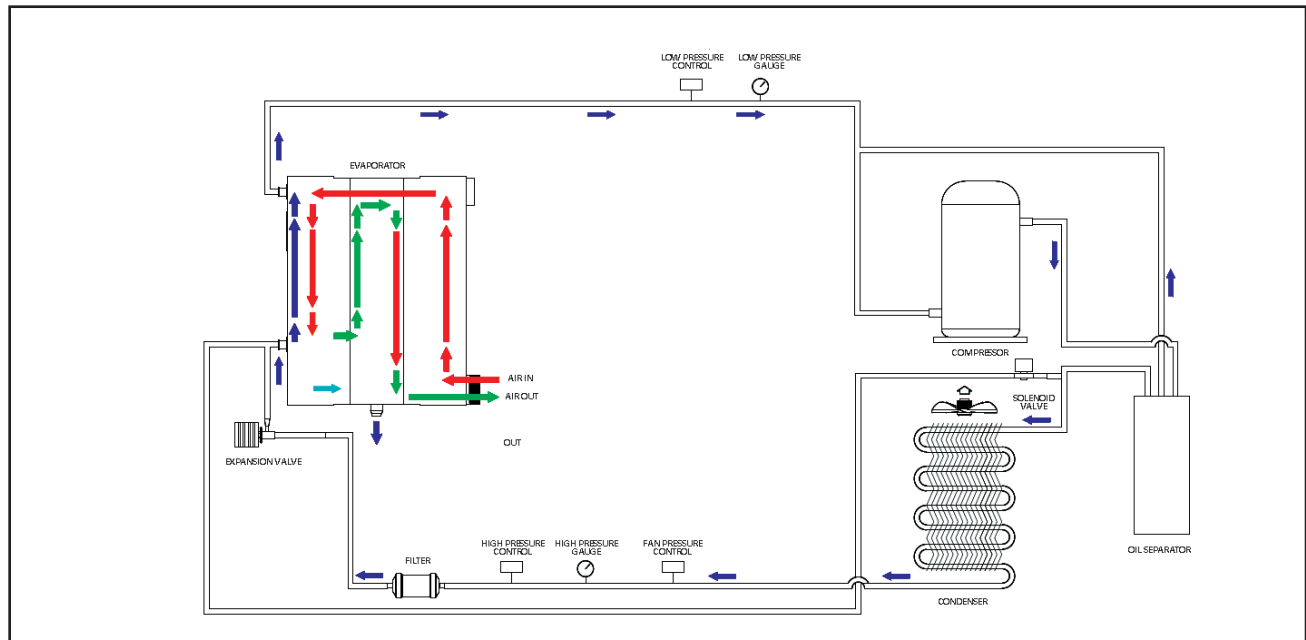 LOW PRESSURE
CONTROL
LOW PRESSURE
GAUGE
EVAPORATOR
COMPRESSOR
AIR IN
AIR OUT
SOLENOID
VALVE
OUT
EXPANSION VALVE
HIGH PRESSURE
CONTROL
HIGH PRESSURE
GAUGE
FAN PRESSURE
CONTROL
FILTER
OIL SEPARATOR
CONDENSER